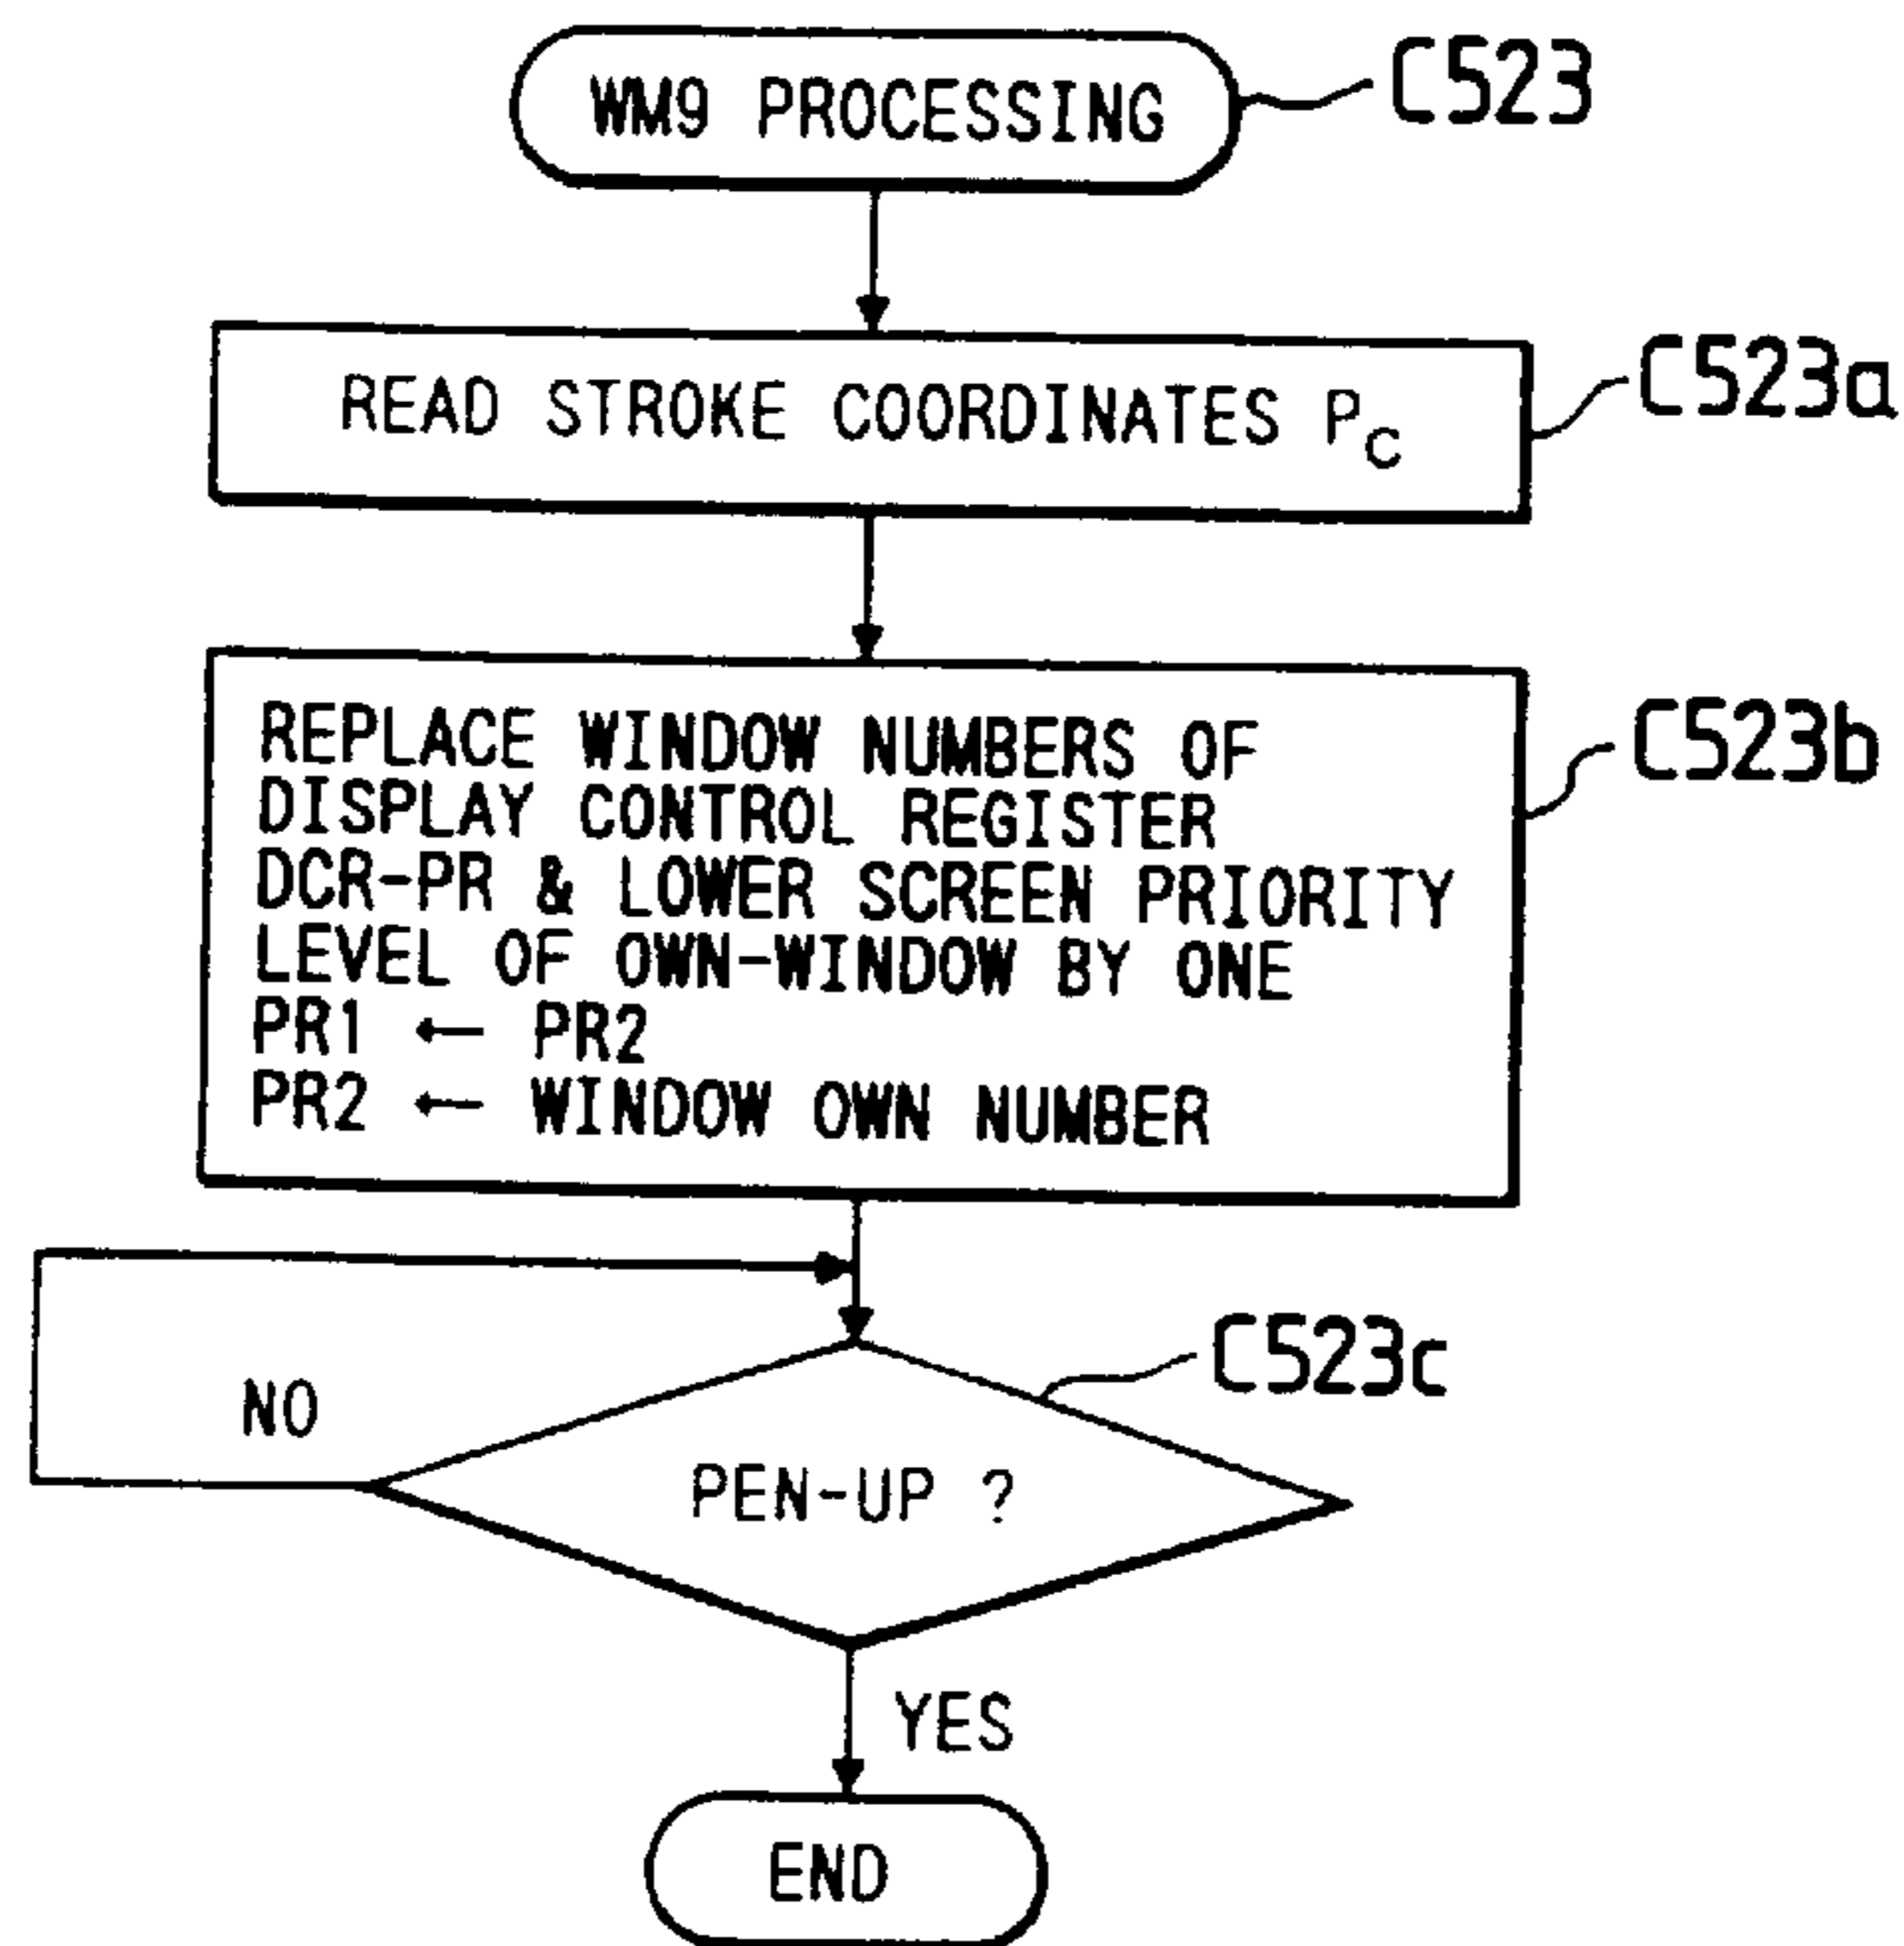 WM9 PROCESSING
C523
READ STROKE COORDINATES PC
C523a
REPLACE WINDOW NUMBERS OF
DISPLAY CONTROL REGISTER
DCR-PR & LOWER SCREEN PRIORITY
LEVEL OF OWN-WINDOW BY ONE
PR1 ← PR2
PR2 ← WINDOW OWN NUMBER
C523b
C523c
NO
PEN-UP ?
YES
END